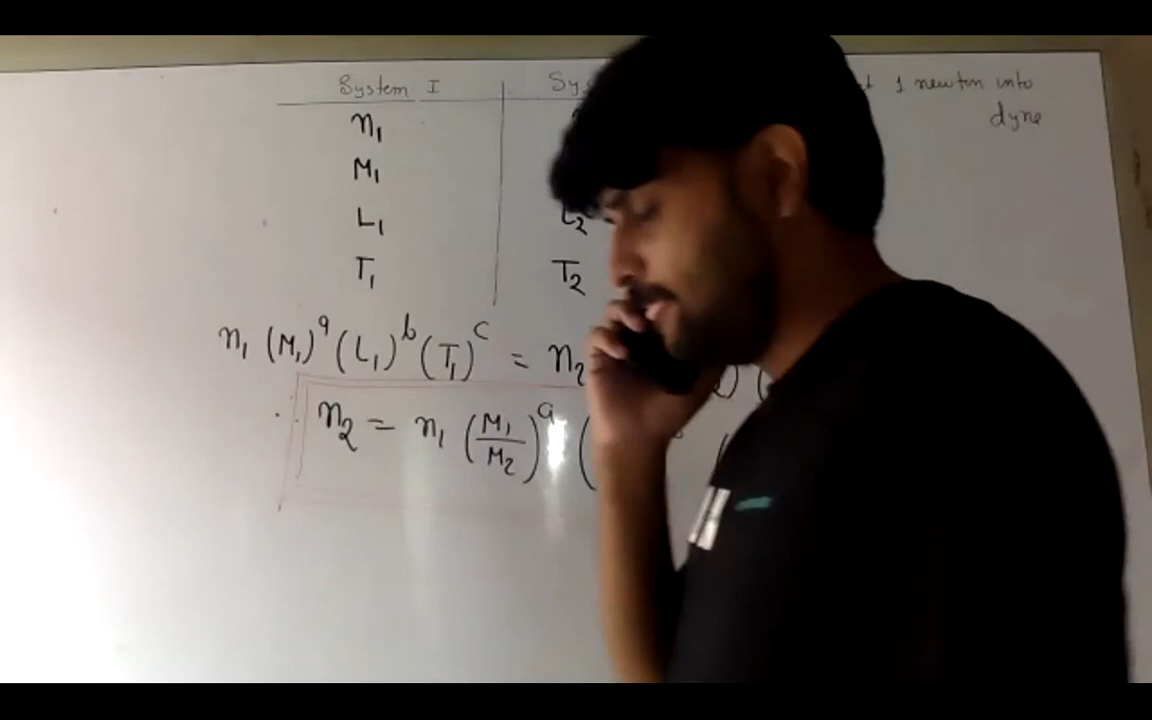 System I Sy 1 newton into
n₁ dyne
M₁
L₁ L₂
T₁ T₂
n₁ (M₁)ᵃ (L₁)ᵇ (T₁)ᶜ = n₂
n₂ = n₁ (M₁/M₂)ᵃ (